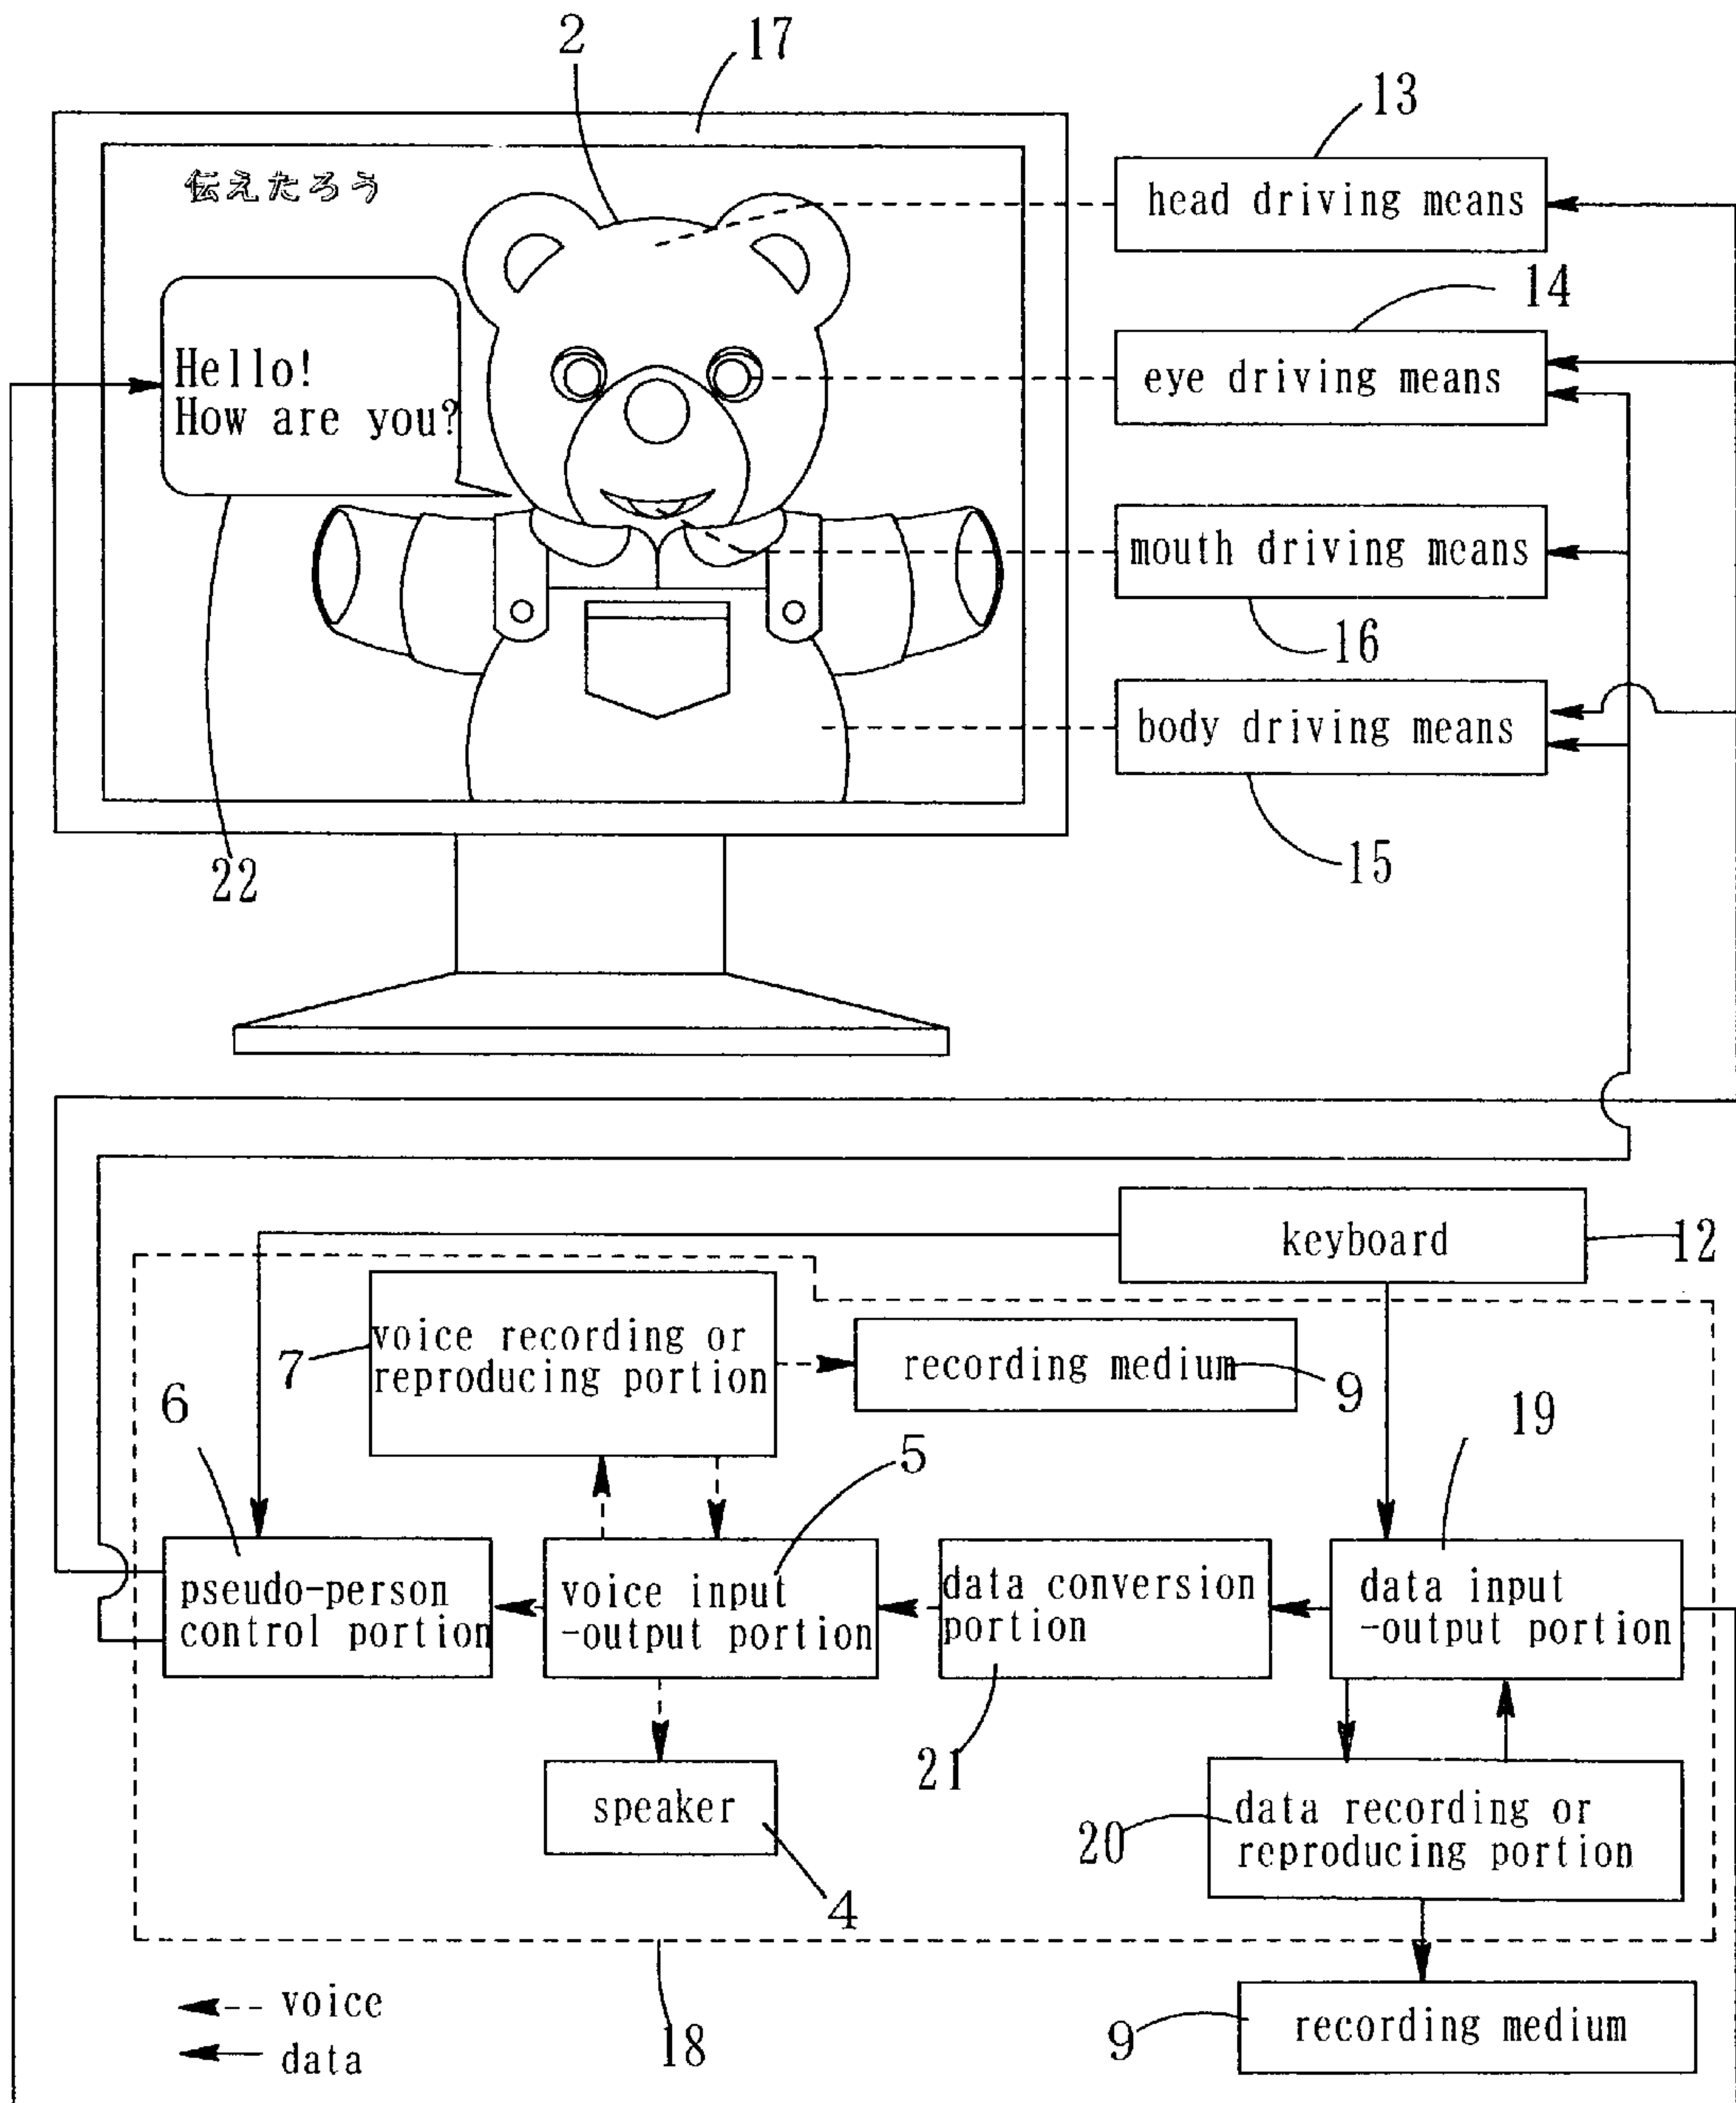 2
17
13
伝えたろう
head driving means
14
Hello!
How are you?
eye driving means
mouth driving means
16
body driving means
15
22
keyboard
12
7
voice recording or
reproducing portion
recording medium
9
6
5
19
pseudo-person
control portion
voice input
-output portion
data conversion
portion
data input
-output portion
21
speaker
4
20
data recording or
reproducing portion
voice
data
18
9
recording medium